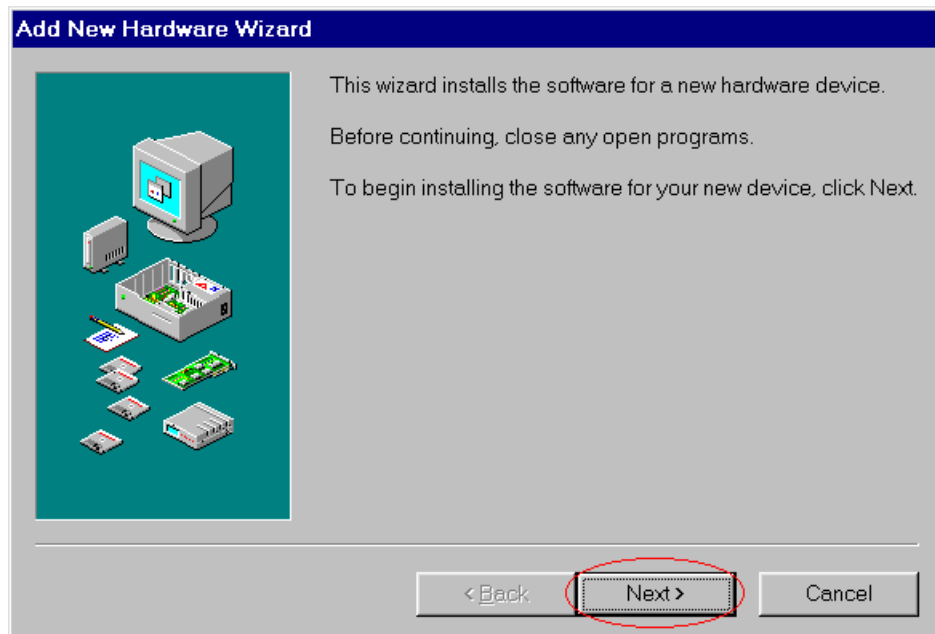 Add New Hardware Wizard
This wizard installs the software for a new hardware device.
Before continuing, close any open programs.
To begin installing the software for your new device, click Next.
< Back
Next >
Cancel